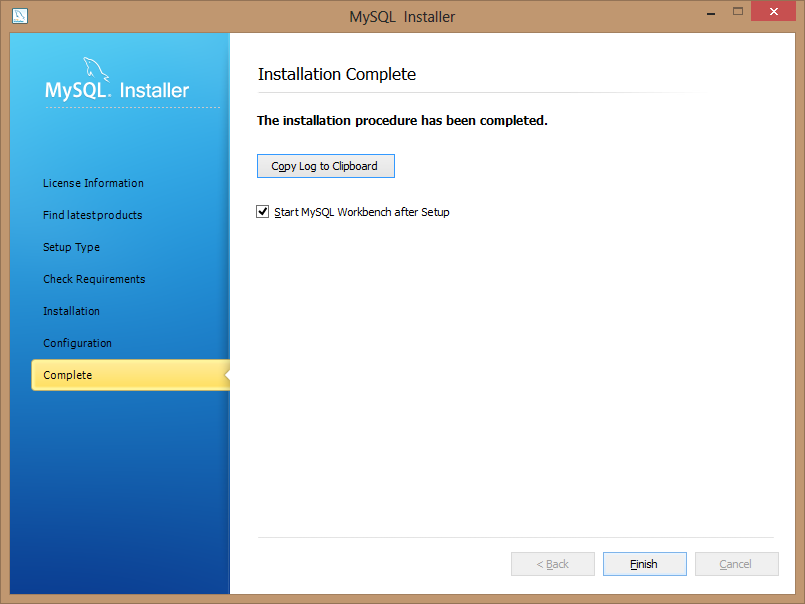 MySQL Installer
MySQL. Installer
License Information
Find latest products
Setup Type
Check Requirements
Installation
Configuration
Complete
Installation Complete
The installation procedure has been completed.
Copy Log to Clipboard
Start MySQL Workbench after Setup
< Back
Finish
Cancel